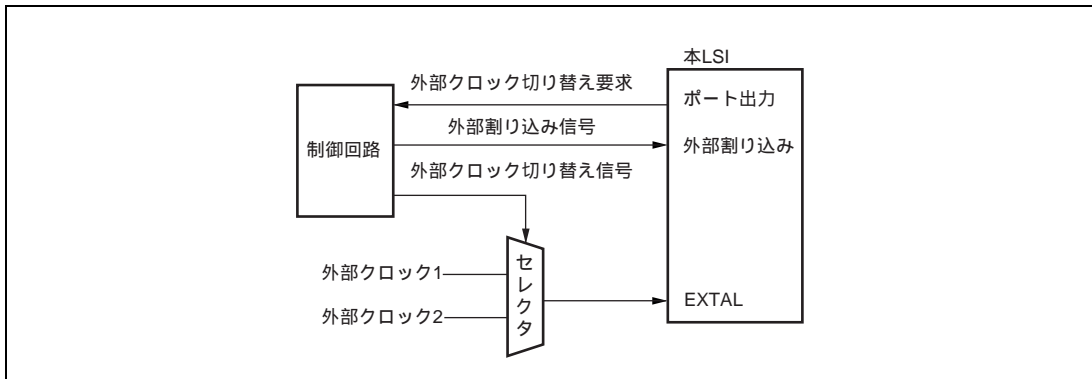 本LSI
外部クロック切り替え要求
ポート出力
外部割り込み信号
外部割り込み
制御回路
外部クロック切り替え信号
セレクタ
外部クロック1
外部クロック2
EXTAL